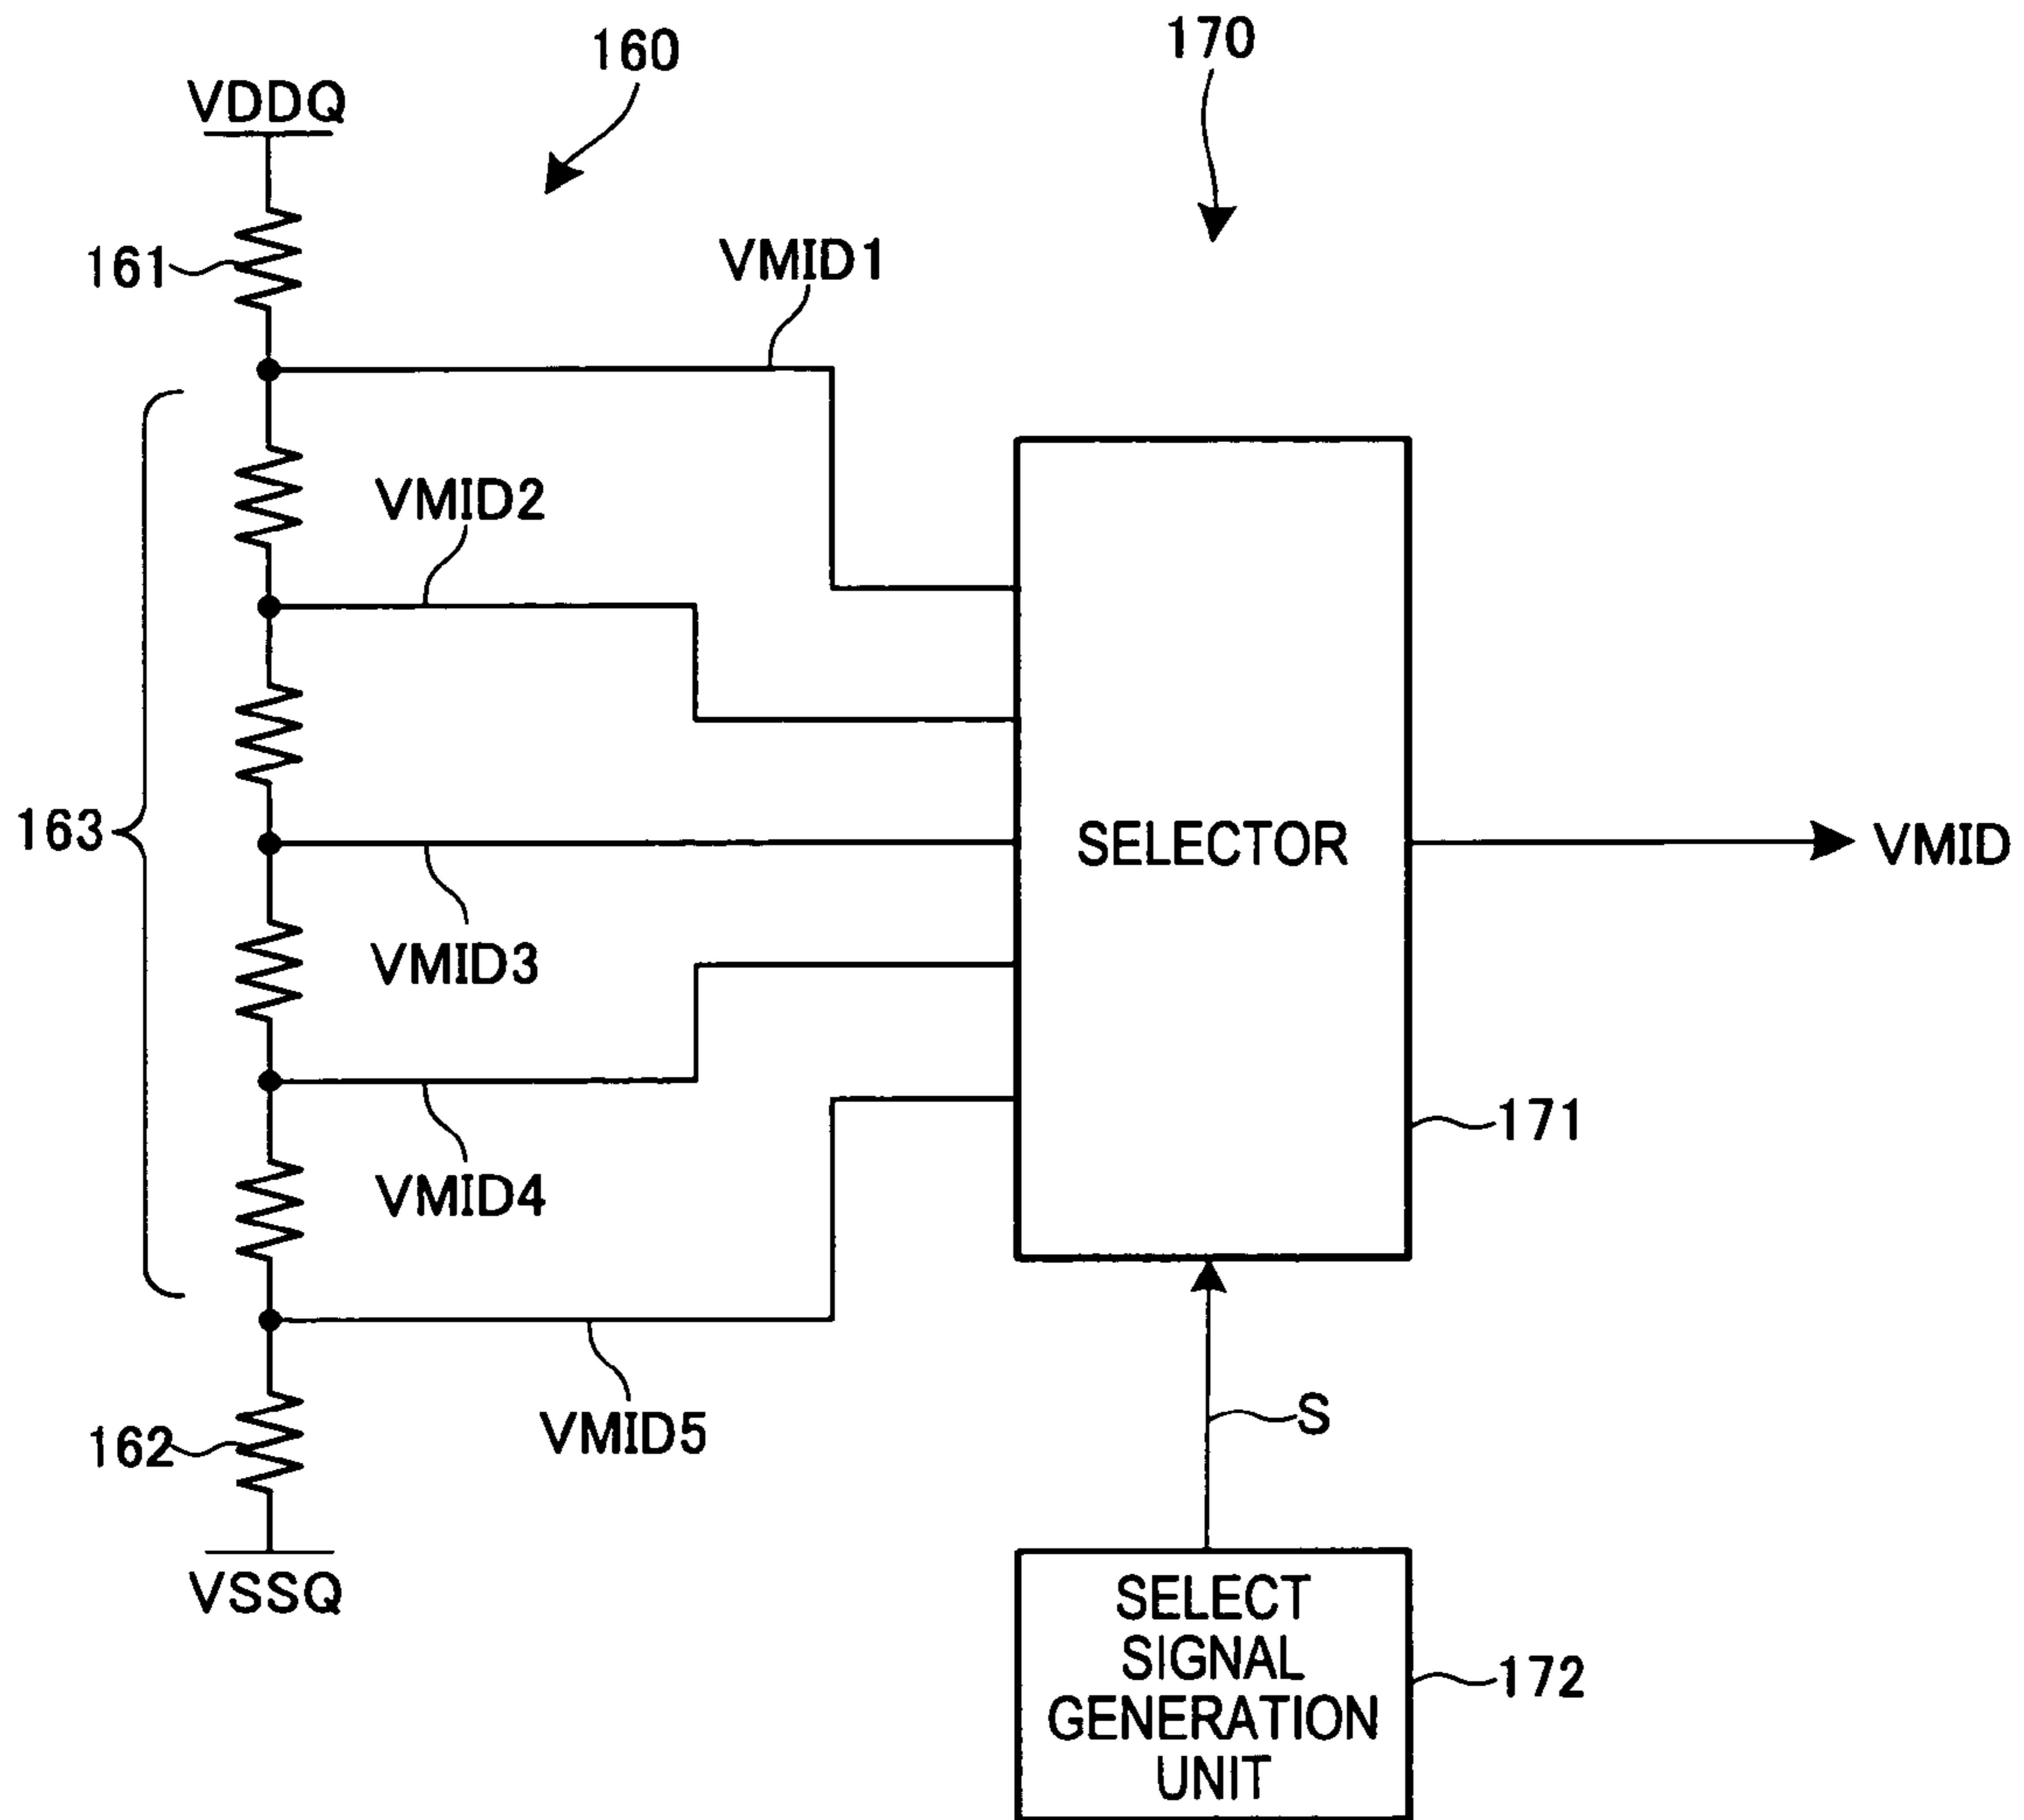 160
170
VDDQ
161
VMID1
VMID2
163
SELECTOR
VMID
VMID3
171
VMID4
S
VMID5
162
VSSQ
SELECT
SIGNAL
GENERATION
UNIT
172